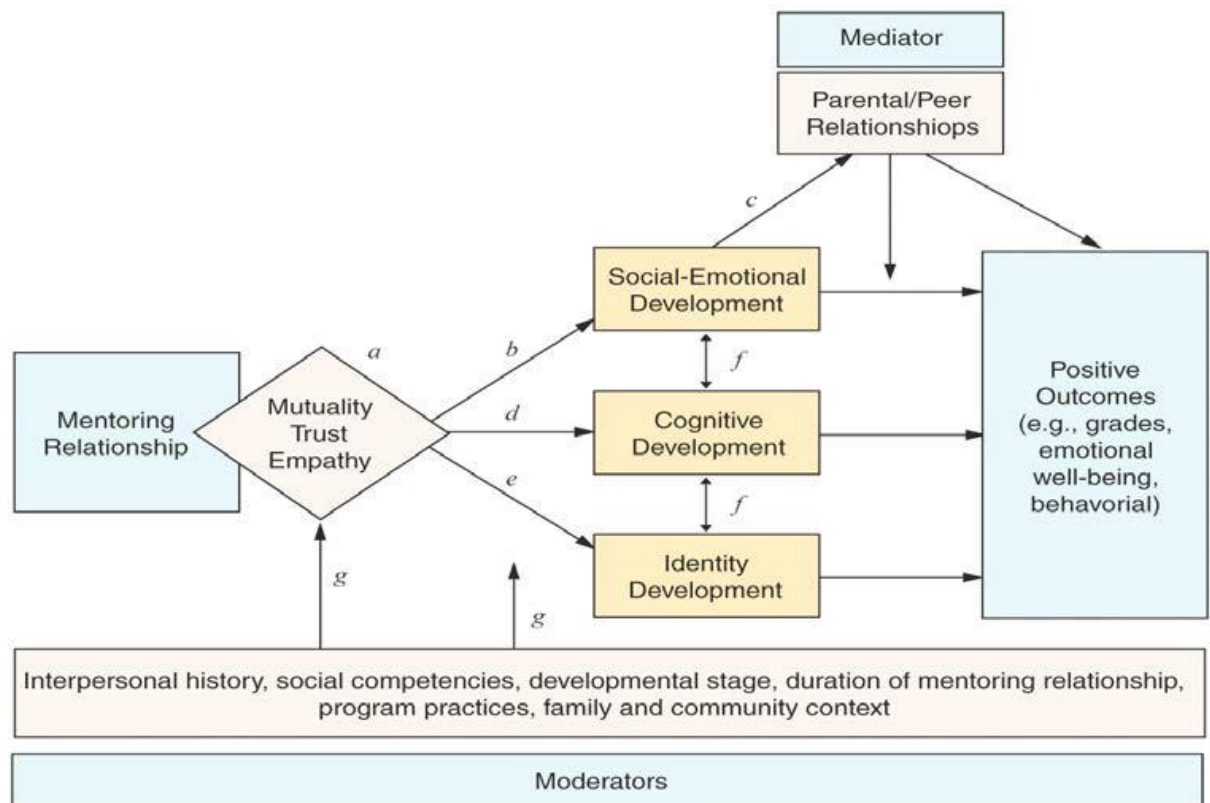 Mediator
Parental/Peer
Relationshiops
c
Social-Emotional
Development
a
b
f
Mentoring
Relationship
Mutuality
Trust
Empathy
d
Cognitive
Development
Positive
Outcomes
(e.g., grades,
emotional
well-being,
behavorial)
e
f
Identity
Development
g
g
Interpersonal history, social competencies, developmental stage, duration of mentoring relationship,
program practices, family and community context
Moderators